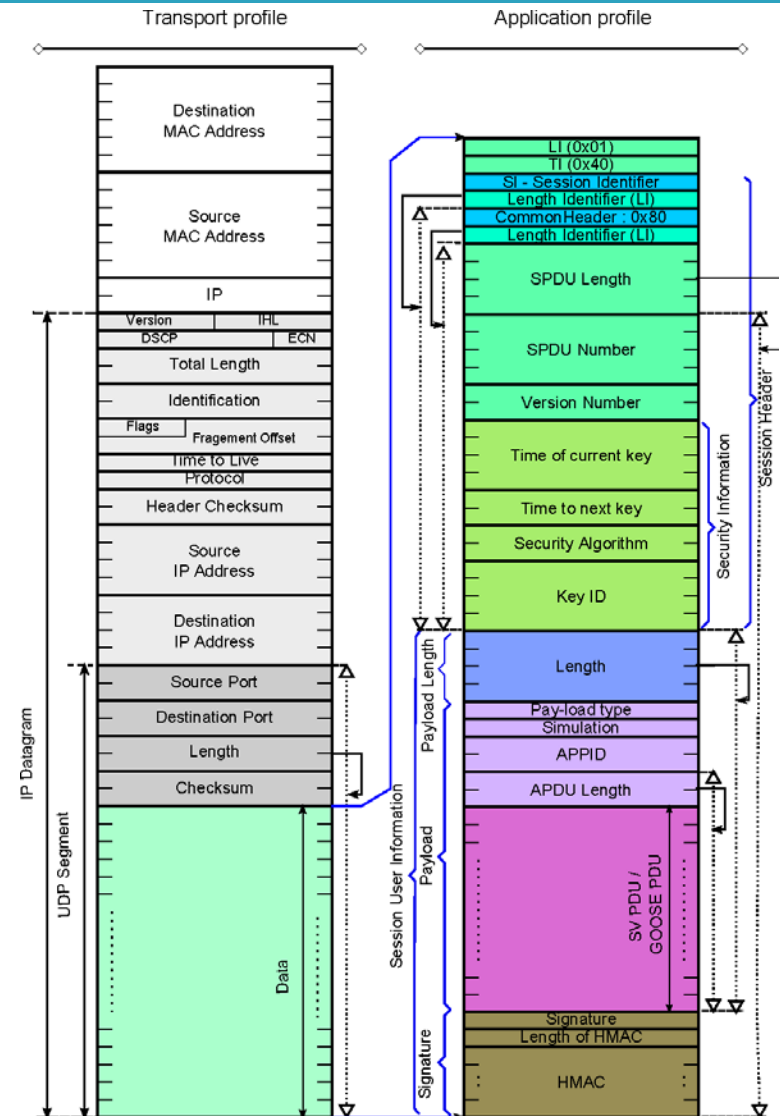 Transport profile
Application profile
Destination
MAC Address
Source
MAC Address
IP
Version
IHL
DSCP
ECN
Total Length
Identification
Flags
Fragement Offset
Time to Live
Protocol
Header Checksum
Source
IP Address
Destination
IP Address
Source Port
Destination Port
Length
Checksum
Data
IP Datagram
UDP Segment
LI (0x01)
TI (0x40)
SI - Session Identifier
Length Identifier (LI)
CommonHeader : 0x80
Length Identifier (LI)
SPDU Length
SPDU Number
Version Number
Time of current key
Time to next key
Security Algorithm
Key ID
Length
Pay-load type
Simulation
APPID
APDU Length
SV PDU /
GOOSE PDU
Signature
Length of HMAC
HMAC
Session Header
Security Information
Payload Length
Session User Information
Payload
Signature